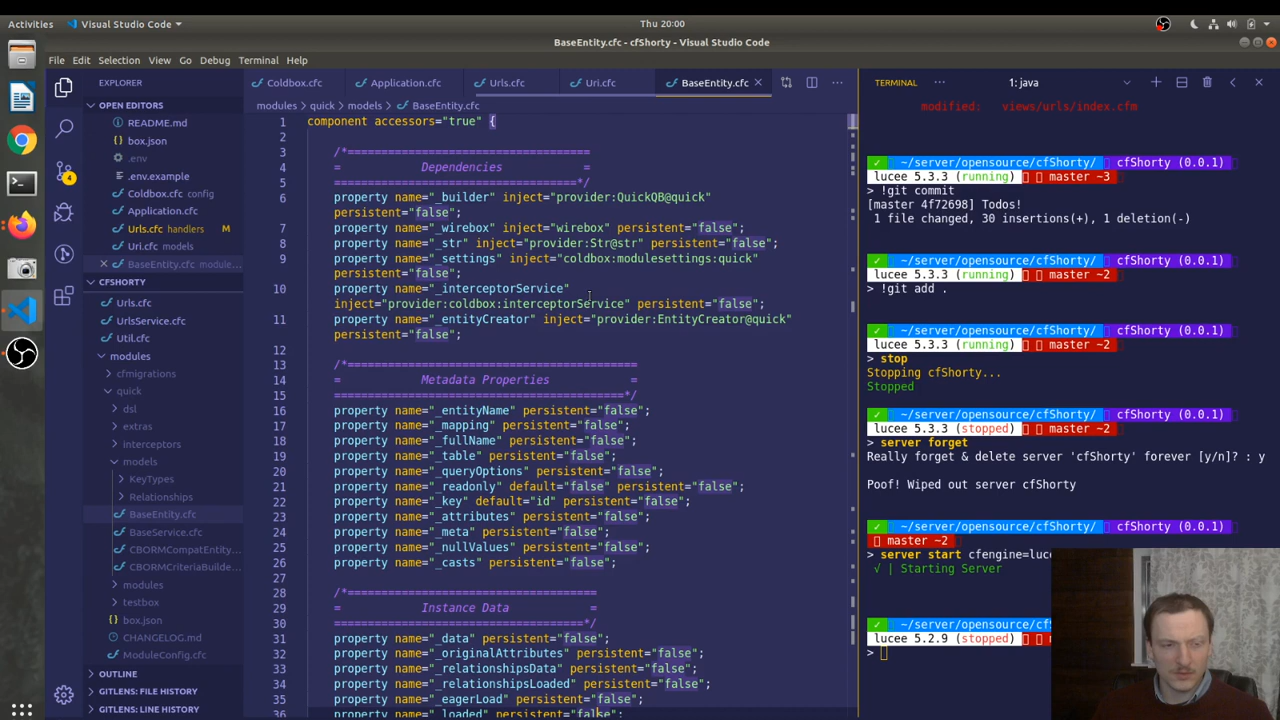 Activities
Visual Studio Code
Thu 20:00
BaseEntity.cfc - cfShorty - Visual Studio Code
File Edit Selection View Go Debug Terminal Help
EXPLORER
OPEN EDITORS
README.md
box.json
.env
.env.example
Coldbox.cfc config
Application.cfc
Urls.cfc handlers M
Uri.cfc models
BaseEntity.cfc module...
4
CFSHORTY
Urls.cfc
UrlsService.cfc
Util.cfc
modules
cfmigrations
quick
dsl
extras
interceptors
models
KeyTypes
Relationships
BaseEntity.cfc
BaseService.cfc
CBORMCompatEntity...
CBORMCriteriaBuilde...
modules
testbox
box.json
CHANGELOG.md
ModuleConfig.cfc
OUTLINE
GITLENS: FILE HISTORY
GITLENS: LINE HISTORY
Coldbox.cfc Application.cfc Urls.cfc Uri.cfc BaseEntity.cfc
modules > quick > models > BaseEntity.cfc
1 component accessors="true" {
2
3 /*====================================
4 = Dependencies =
5 ====================================*/
6 property name="_builder" inject="provider:QuickQB@quick"
persistent="false";
7 property name="_wirebox" inject="wirebox" persistent="false";
8 property name="_str" inject="provider:Str@str" persistent="false";
9 property name="_settings" inject="coldbox:modulesettings:quick"
persistent="false";
10 property name="_interceptorService"
inject="provider:coldbox:interceptorService" persistent="false";
11 property name="_entityCreator" inject="provider:EntityCreator@quick"
persistent="false";
12
13 /*===========================================
14 = Metadata Properties =
15 ===========================================*/
16 property name="_entityName" persistent="false";
17 property name="_mapping" persistent="false";
18 property name="_fullName" persistent="false";
19 property name="_table" persistent="false";
20 property name="_queryOptions" persistent="false";
21 property name="_readonly" default="false" persistent="false";
22 property name="_key" default="id" persistent="false";
23 property name="_attributes" persistent="false";
24 property name="_meta" persistent="false";
25 property name="_nullValues" persistent="false";
26 property name="_casts" persistent="false";
27
28 /*=====================================
29 = Instance Data =
30 =====================================*/
31 property name="_data" persistent="false";
32 property name="_originalAttributes" persistent="false";
33 property name="_relationshipsData" persistent="false";
34 property name="_relationshipsLoaded" persistent="false";
35 property name="_eagerLoad" persistent="false";
36 property name="_loaded" persistent="false";
TERMINAL 1: java
modified: views/urls/index.cfm
✓ ~/server/opensource/cfShorty/ cfShorty (0.0.1)
lucee 5.3.3 (running) master ~3
> !git commit
[master 4f72698] Todos!
1 file changed, 30 insertions(+), 1 deletion(-)
✓ ~/server/opensource/cfShorty/ cfShorty (0.0.1)
lucee 5.3.3 (running) master ~2
> !git add .
✓ ~/server/opensource/cfShorty/ cfShorty (0.0.1)
lucee 5.3.3 (running) master ~2
> stop
Stopping cfShorty...
Stopped
✓ ~/server/opensource/cfShorty/ cfShorty (0.0.1)
lucee 5.3.3 (stopped) master ~2
> server forget
Really forget & delete server 'cfShorty' forever [y/n]? : y
Poof! Wiped out server cfShorty
✓ ~/server/opensource/cfShorty/ cfShorty (0.0.1)
master ~2
> server start cfengine=luce
√ | Starting Server
✓ ~/server/opensource/cfS
lucee 5.2.9 (stopped) m
>